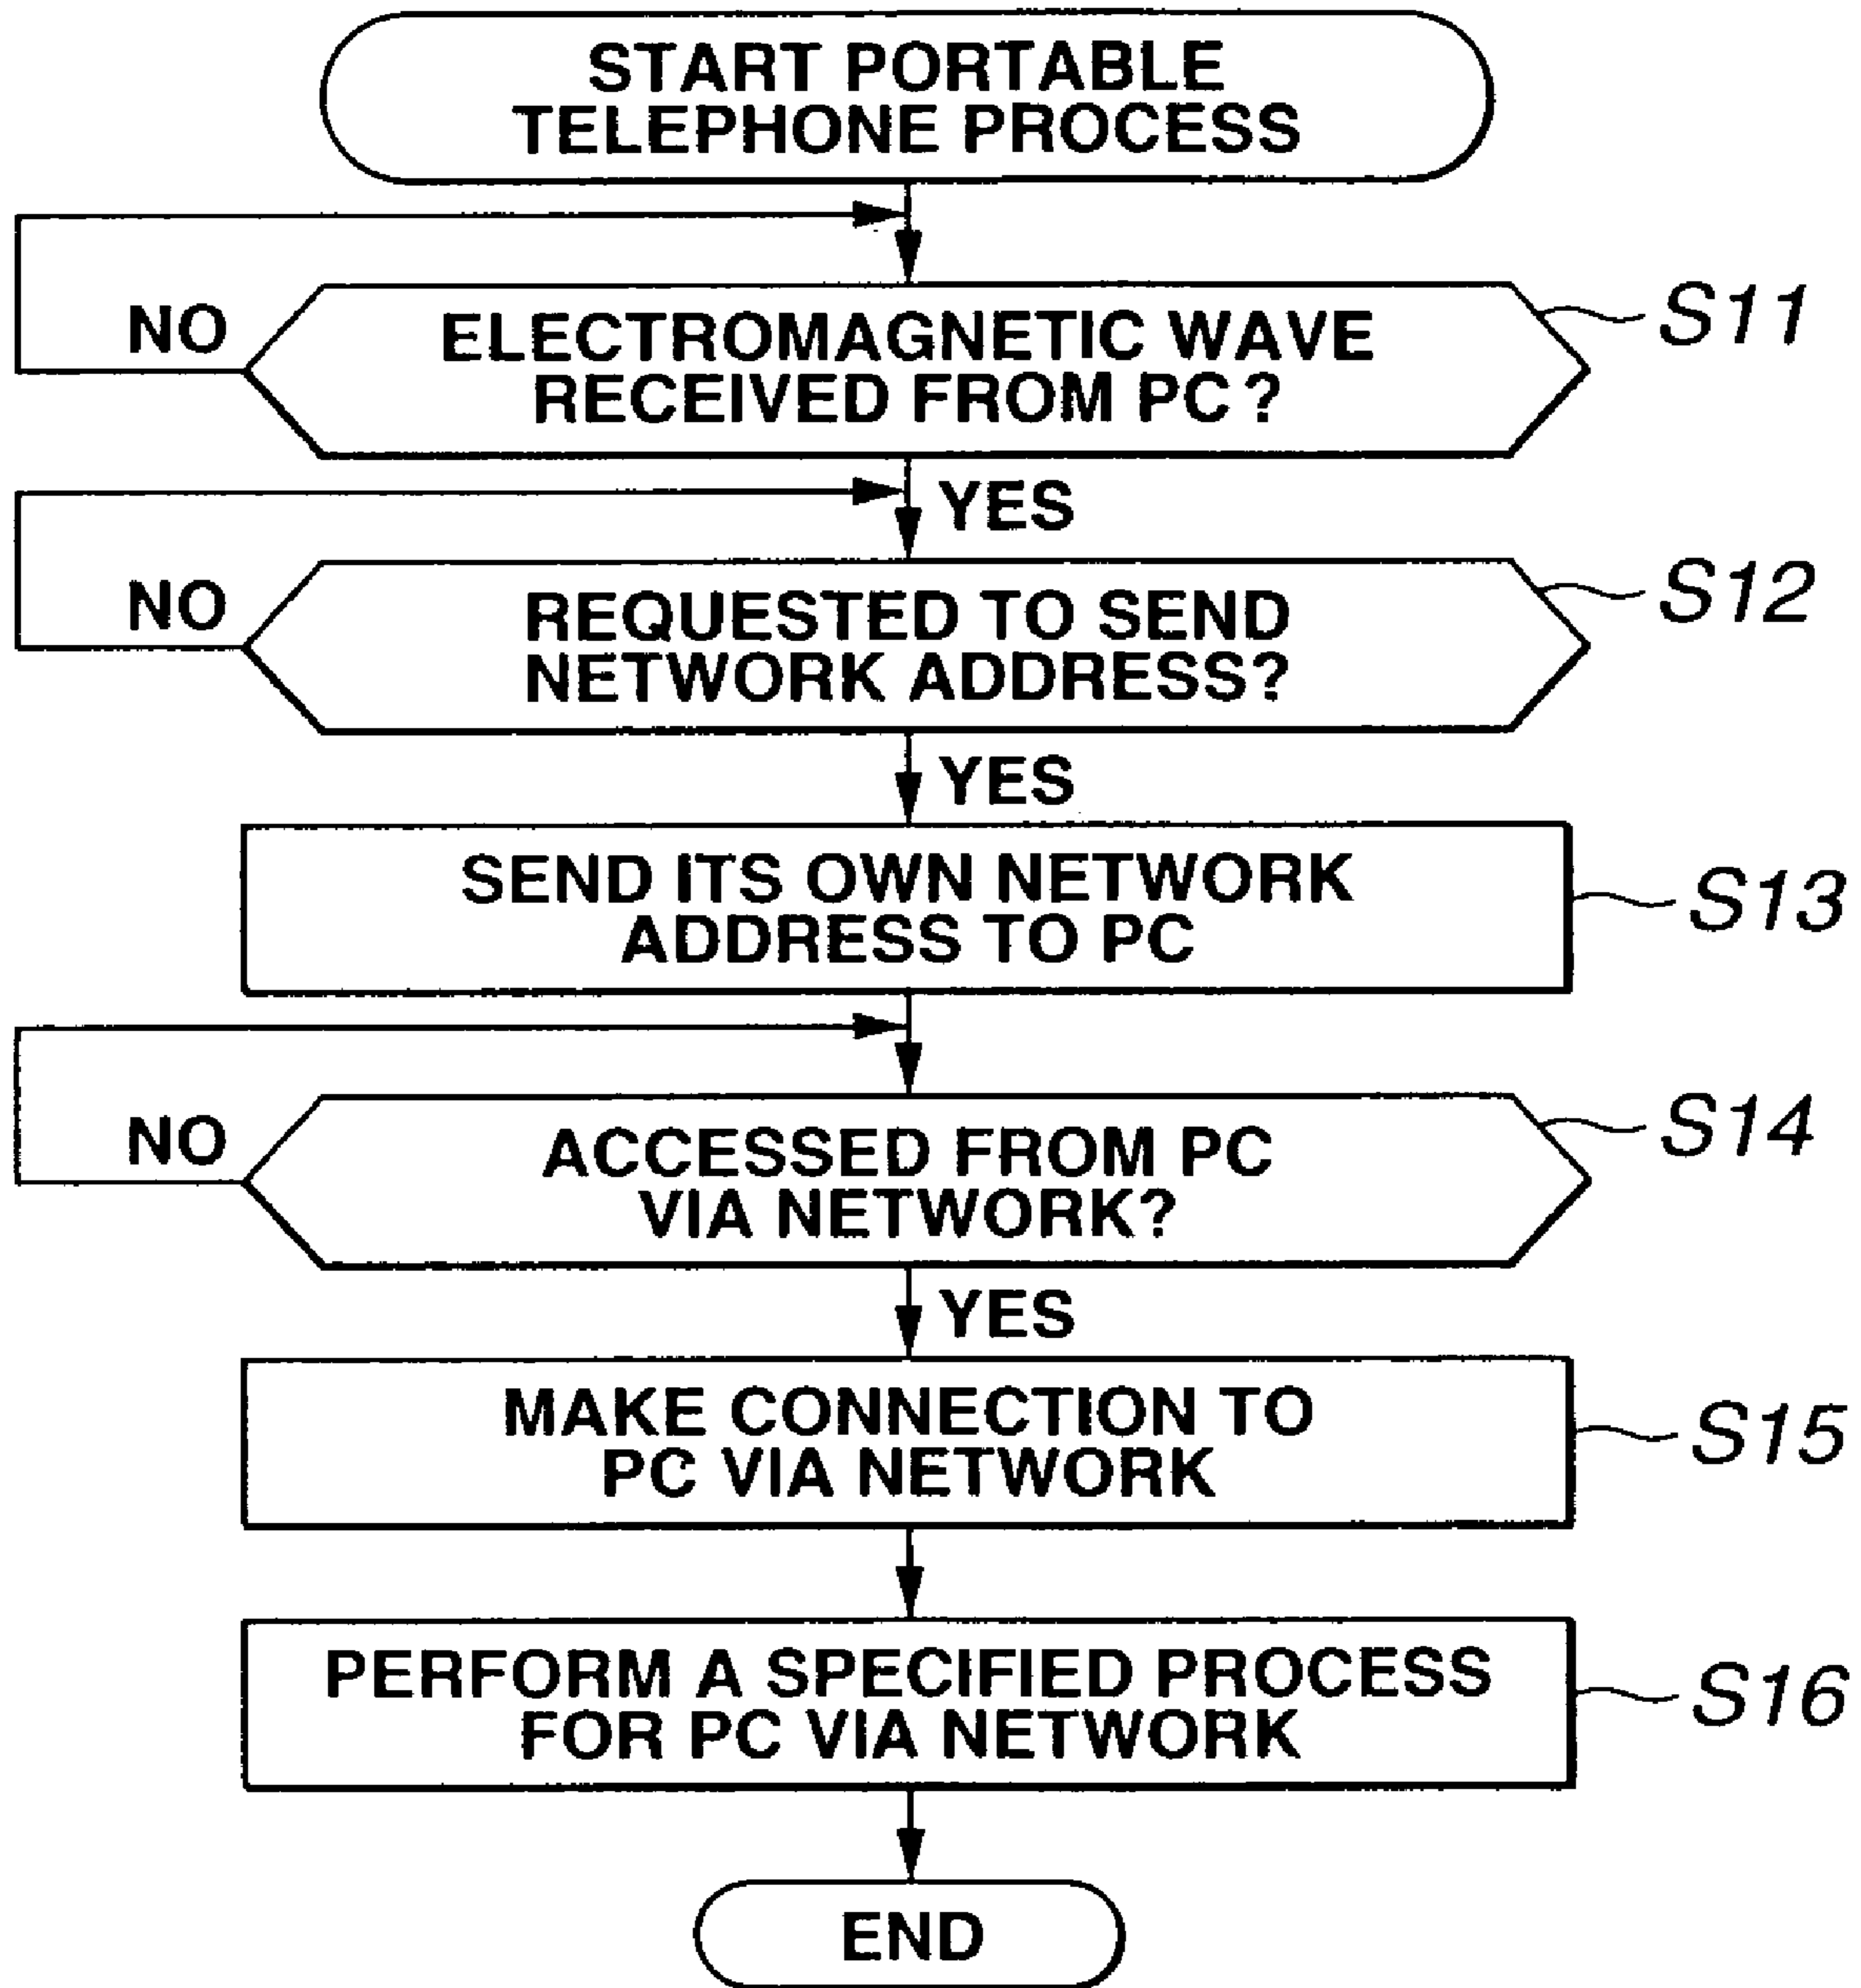 START PORTABLE
TELEPHONE PROCESS
NO
ELECTROMAGNETIC WAVE
RECEIVED FROM PC?
S11
YES
NO
REQUESTED TO SEND
NETWORK ADDRESS?
S12
YES
SEND ITS OWN NETWORK
ADDRESS TO PC
S13
NO
ACCESSED FROM PC
VIA NETWORK?
S14
YES
MAKE CONNECTION TO
PC VIA NETWORK
S15
PERFORM A SPECIFIED PROCESS
FOR PC VIA NETWORK
S16
END